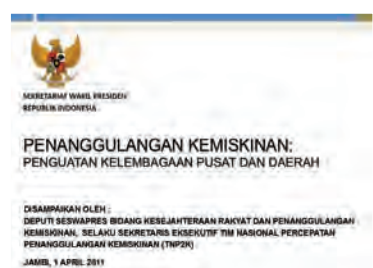 SEKRETARIAT WAKIL PRESIDEN
REPUBLIK INDONESIA
PENANGGULANGAN KEMISKINAN:
PENGUATAN KELEMBAGAAN PUSAT DAN DAERAH
DISAMPAIKAN OLEH :
DEPUTI SESWAPRES BIDANG KESEJAHTERAAN RAKYAT DAN PENANGGULANGAN
KEMISKINAN, SELAKU SEKRETARIS EKSEKUTIF TIM NASIONAL PERCEPATAN
PENANGGULANGAN KEMISKINAN (TNP2K)
JAMBI, 1 APRIL 2011